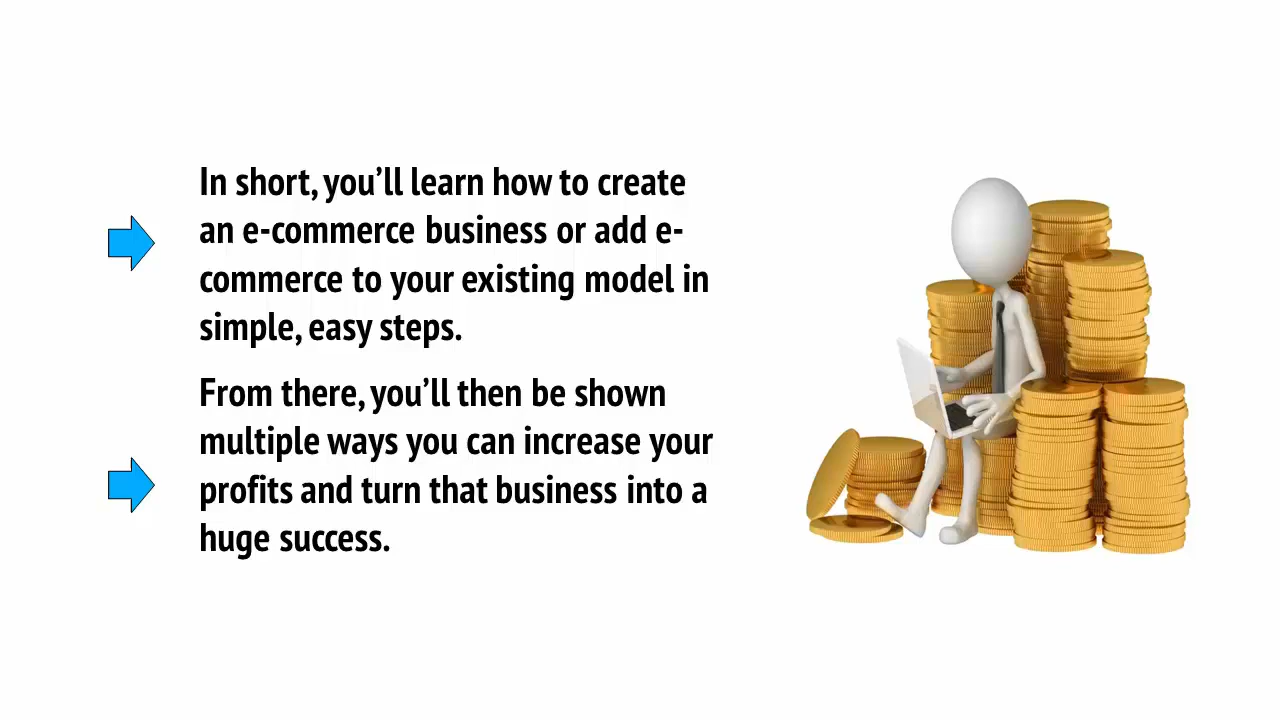 In short, you’ll learn how to create
an e-commerce business or add e-
commerce to your existing model in
simple, easy steps.
From there, you’ll then be shown
multiple ways you can increase your
profits and turn that business into a
huge success.